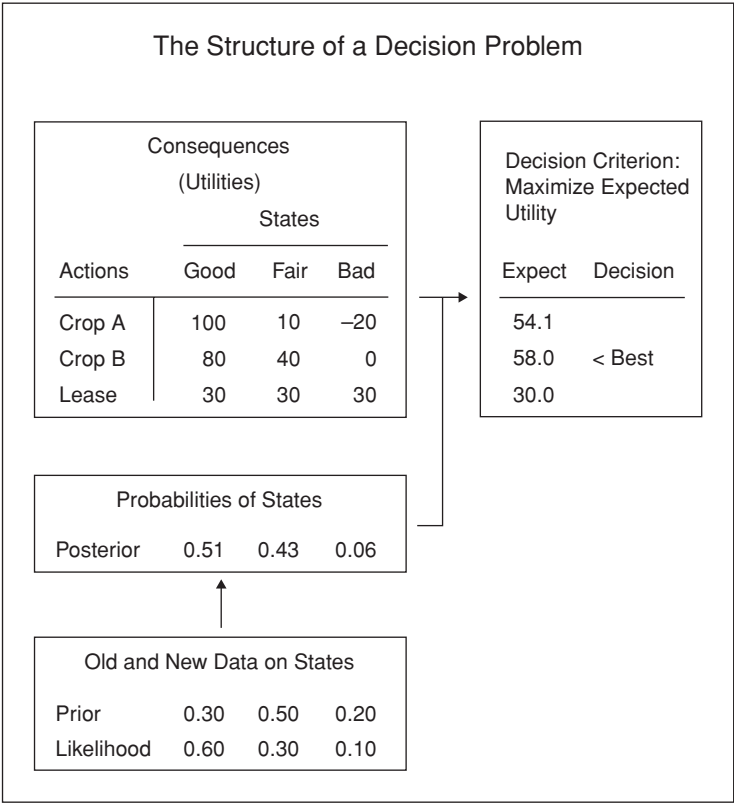 The Structure of a Decision Problem
Consequences
(Utilities)
States
Actions Good Fair Bad
Crop A 100 10 –20
Crop B 80 40 0
Lease 30 30 30
Decision Criterion:
Maximize Expected
Utility
Expect Decision
54.1
58.0 < Best
30.0
Probabilities of States
Posterior 0.51 0.43 0.06
Old and New Data on States
Prior 0.30 0.50 0.20
Likelihood 0.60 0.30 0.10